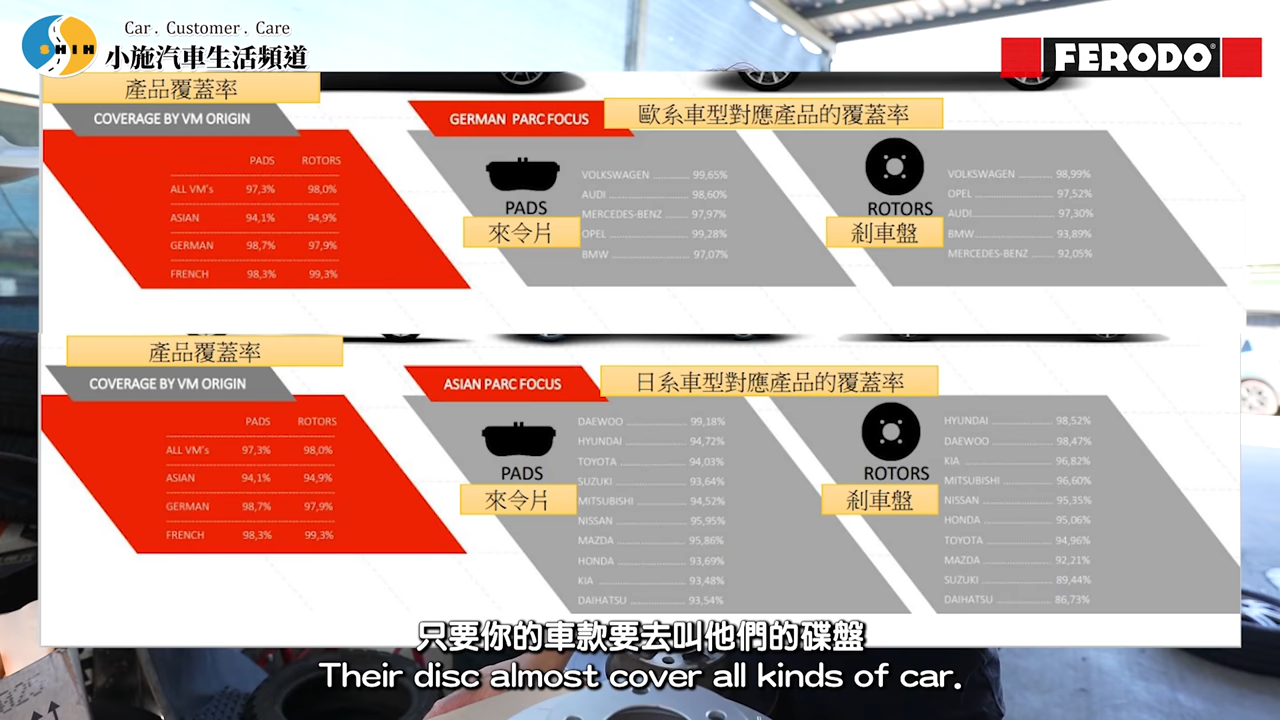 Car . Customer . Care
SHIH
小施汽車生活頻道
FERODO
產品覆蓋率
COVERAGE BY VM ORIGIN
PADS ROTORS
ALL VM's 97,3% 98,0%
ASIAN 94,1% 94,9%
GERMAN 98,7% 97,9%
FRENCH 98,3% 99,3%
GERMAN PARC FOCUS
歐系車型對應產品的覆蓋率
PADS
來令片
VOLKSWAGEN 99,65%
AUDI 98,60%
MERCEDES-BENZ 97,97%
OPEL 99,28%
BMW 97,07%
ROTORS
剎車盤
VOLKSWAGEN 98,99%
OPEL 97,52%
AUDI 97,30%
BMW 93,89%
MERCEDES-BENZ 92,05%
產品覆蓋率
COVERAGE BY VM ORIGIN
PADS ROTORS
ALL VM's 97,3% 98,0%
ASIAN 94,1% 94,9%
GERMAN 98,7% 97,9%
FRENCH 98,3% 99,3%
ASIAN PARC FOCUS
日系車型對應產品的覆蓋率
PADS
來令片
DAEWOO 99,18%
HYUNDAI 94,72%
TOYOTA 94,03%
SUZUKI 93,64%
MITSUBISHI 94,52%
NISSAN 95,95%
MAZDA 95,86%
HONDA 93,69%
KIA 93,48%
DAIHATSU 93,54%
ROTORS
剎車盤
HYUNDAI 98,52%
DAEWOO 98,47%
KIA 96,82%
MITSUBISHI 96,60%
NISSAN 95,35%
HONDA 95,06%
TOYOTA 94,96%
MAZDA 92,21%
SUZUKI 89,44%
DAIHATSU 86,73%
只要你的車款要去叫他們的碟盤
Their disc almost cover all kinds of car.